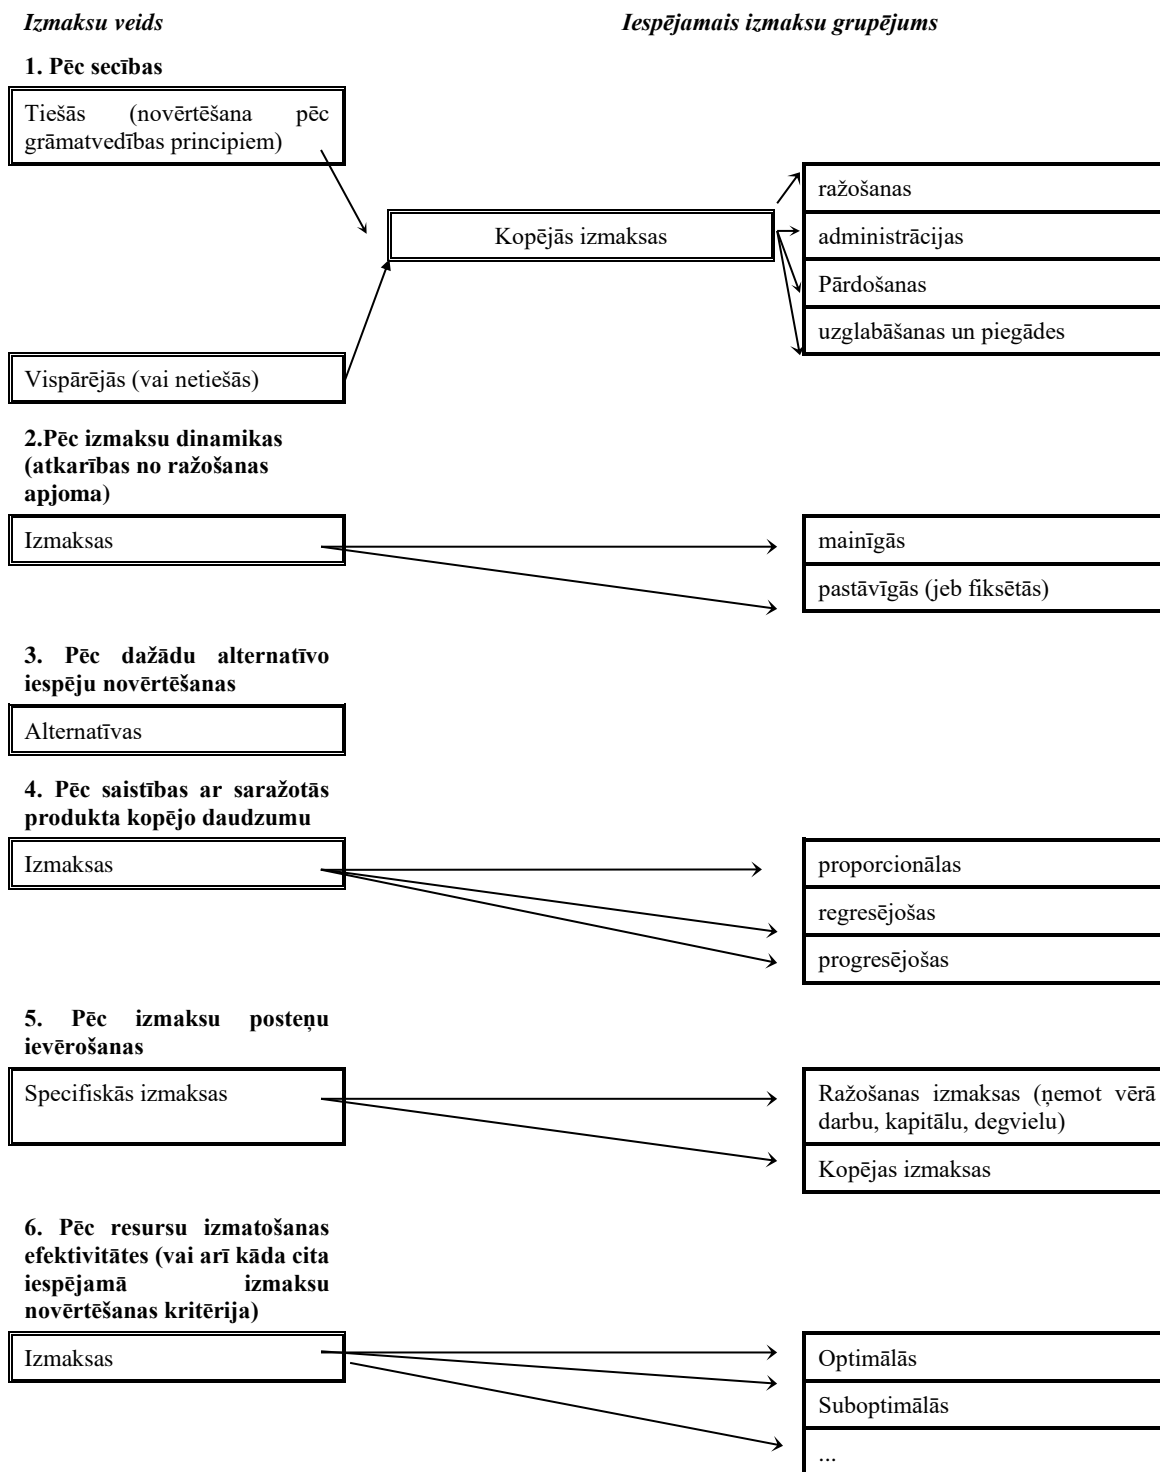 Izmaksu veids
Iespējamais izmaksu grupējums
1. Pēc secības
Tiešās (novērtēšana pēc
grāmatvedības principiem)
ražošanas
Kopējās izmaksas
administrācijas
Pārdošanas
uzglabāšanas un piegādes
Vispārējās (vai netiešās)
2.Pēc izmaksu dinamikas
(atkarības no ražošanas
apjoma)
Izmaksas
mainīgās
pastāvīgās (jeb fiksētās)
3. Pēc dažādu alternatīvo
iespēju novērtēšanas
Alternatīvas
4. Pēc saistības ar saražotās
produkta kopējo daudzumu
Izmaksas
proporcionālas
regresējošas
progresējošas
5. Pēc izmaksu posteņu
ievērošanas
Specifiskās izmaksas
Ražošanas izmaksas (ņemot vērā
darbu, kapitālu, degvielu)
Kopējas izmaksas
6. Pēc resursu izmatošanas
efektivitātes (vai arī kāda cita
iespējamā izmaksu
novērtēšanas kritērija)
Izmaksas
Optimālās
Suboptimālās
...